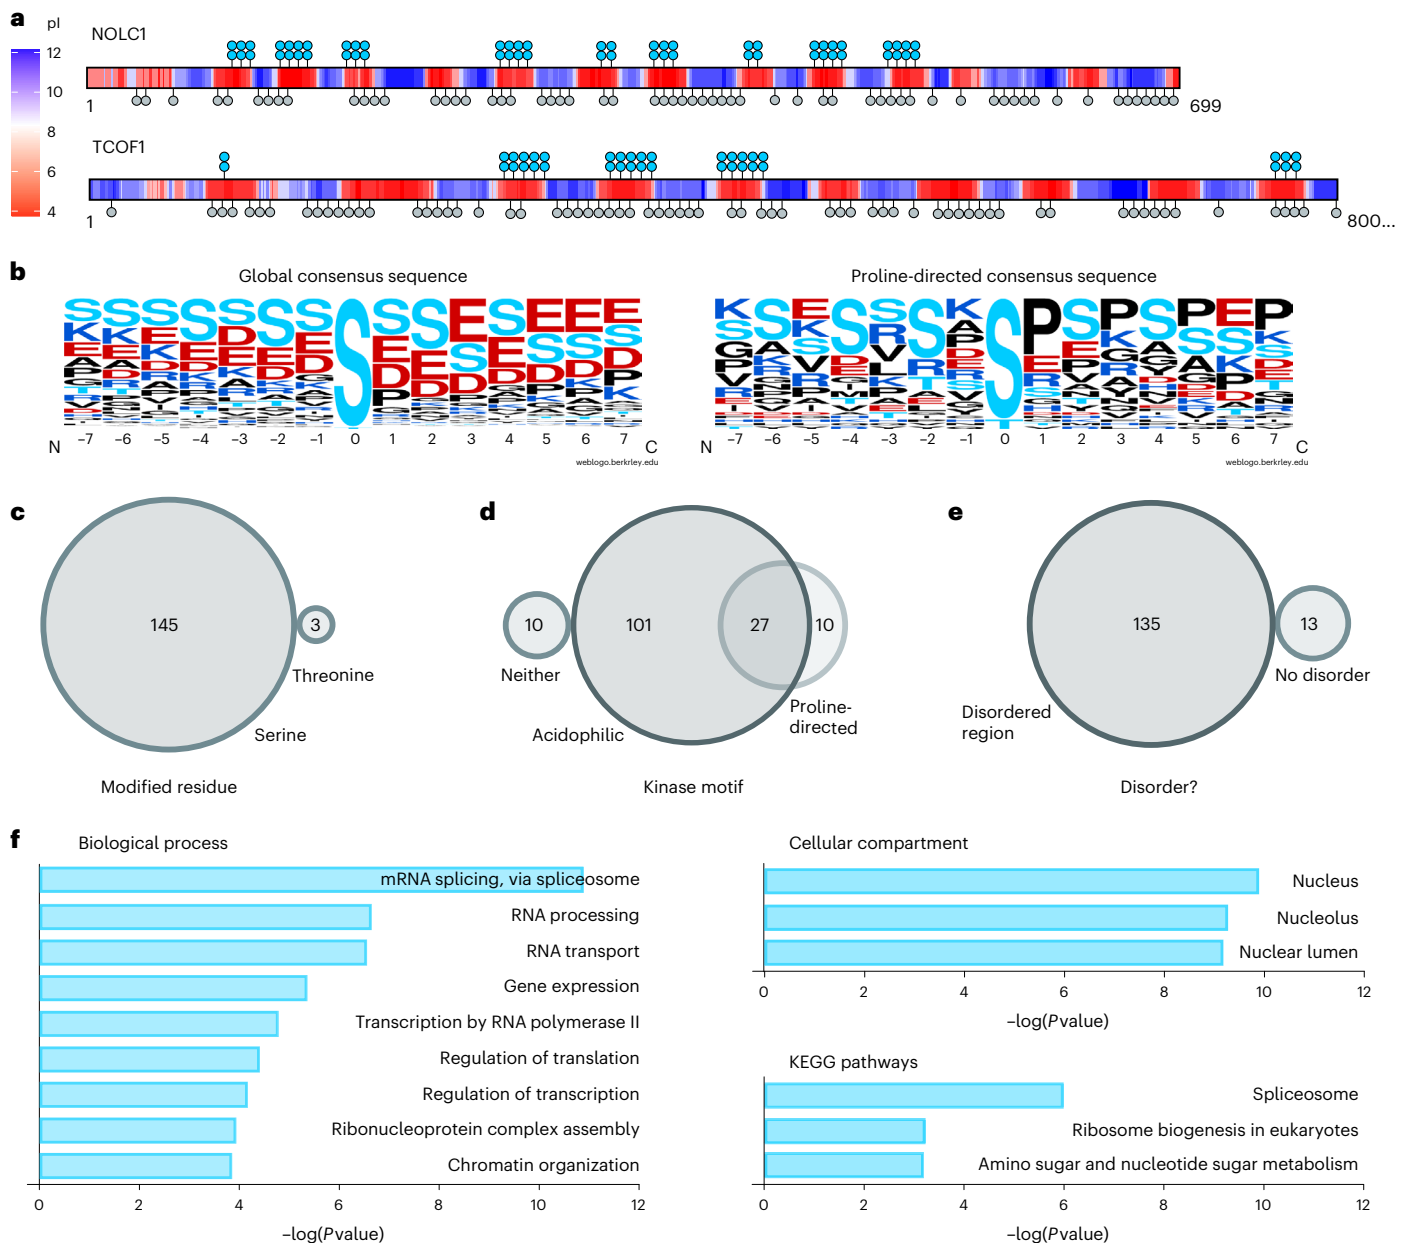 a
pI
12
10
8
6
4
NOLC1
1
699
TCOF1
1
800...
b
Global consensus sequence
N -7 -6 -5 -4 -3 -2 -1 0 1 2 3 4 5 6 7 C
weblogo.berkrley.edu
Proline-directed consensus sequence
N -7 -6 -5 -4 -3 -2 -1 0 1 2 3 4 5 6 7 C
weblogo.berkrley.edu
c
145
3
Threonine
Serine
Modified residue
d
10
101
27
10
Neither
Acidophilic
Proline-
directed
Kinase motif
e
135
13
No disorder
Disordered
region
Disorder?
f
Biological process
mRNA splicing, via spliceosome
RNA processing
RNA transport
Gene expression
Transcription by RNA polymerase II
Regulation of translation
Regulation of transcription
Ribonucleoprotein complex assembly
Chromatin organization
0 2 4 6 8 10 12
–log(Pvalue)
Cellular compartment
Nucleus
Nucleolus
Nuclear lumen
0 2 4 6 8 10 12
–log(Pvalue)
KEGG pathways
Spliceosome
Ribosome biogenesis in eukaryotes
Amino sugar and nucleotide sugar metabolism
0 2 4 6 8 10 12
–log(Pvalue)